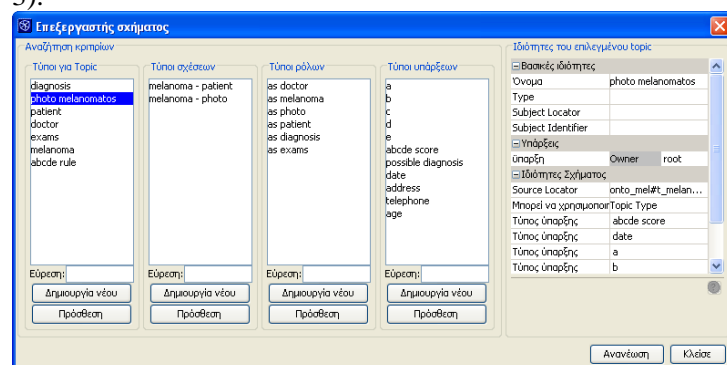 3).
Επεξεργαστής σχήματος
Αναζήτηση κριτηρίων
Τύποι για Topic
diagnosis
photo melanomatos
patient
doctor
exams
melanoma
abcde rule
Εύρεση:
Δημιουργία νέου
Πρόσθεση
Τύποι σχέσεων
melanoma - patient
melanoma - photo
Εύρεση:
Δημιουργία νέου
Πρόσθεση
Τύποι ρόλων
as doctor
as melanoma
as photo
as patient
as diagnosis
as exams
Εύρεση:
Δημιουργία νέου
Πρόσθεση
Τύποι υπάρξεων
a
b
c
d
e
abcde score
possible diagnosis
date
address
telephone
age
Εύρεση:
Δημιουργία νέου
Πρόσθεση
Ιδιότητες του επιλεγμένου topic
Βασικές ιδιότητες
Όνομα photo melanomatos
Type
Subject Locator
Subject Identifier
Υπάρξεις
ύπαρξη Owner root
Ιδιότητες Σχήματος
Source Locator onto_mel#t_melan...
Μπορεί να χρησιμοποιη Topic Type
Τύπος ύπαρξης abcde score
Τύπος ύπαρξης date
Τύπος ύπαρξης a
Τύπος ύπαρξης b
Ανανέωση Κλείσε